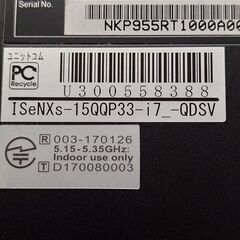 Serial No.
NKP955RT1000A00
ユニットコム
PC
Recycle
U300558388
ISeNXs-15QQP33-i7_-QDSV
R 003-170126
5.15-5.35GHz:
Indoor use only
T D170080003